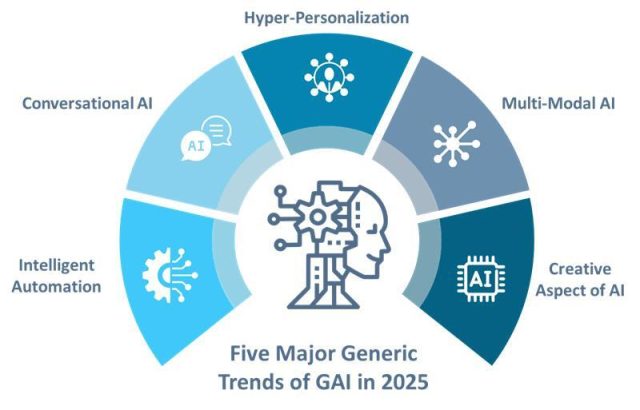 Hyper-Personalization
Conversational AI
Multi-Modal AI
AI
Intelligent
Automation
AI
Creative
Aspect of AI
Five Major Generic
Trends of GAI in 2025